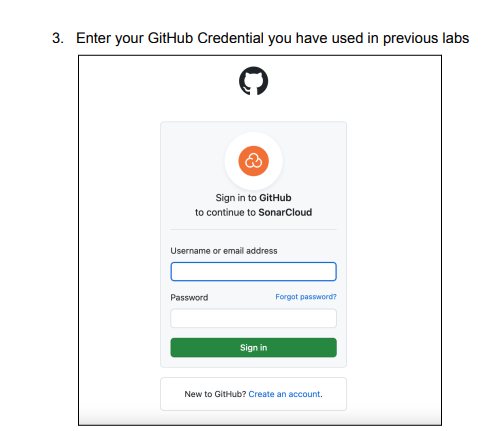 3. Enter your GitHub Credential you have used in previous labs
Sign in to GitHub
to continue to SonarCloud
Username or email address
Password Forgot password?
Sign in
New to GitHub? Create an account.